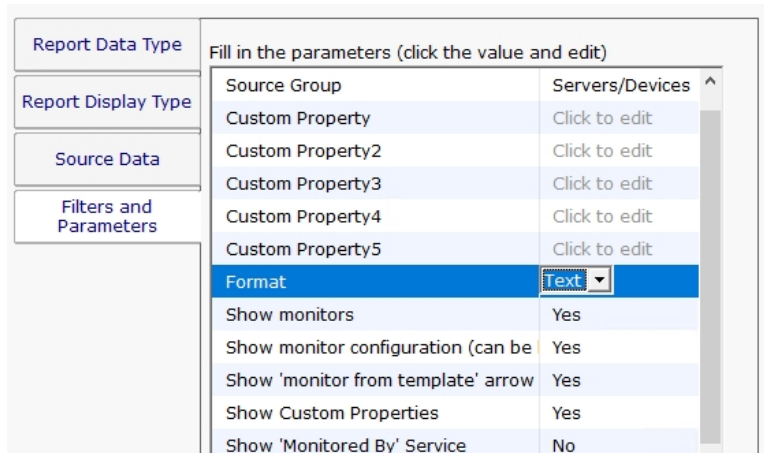 Report Data Type
Report Display Type
Source Data
Filters and
Parameters
Fill in the parameters (click the value and edit)
Source Group Servers/Devices
Custom Property Click to edit
Custom Property2 Click to edit
Custom Property3 Click to edit
Custom Property4 Click to edit
Custom Property5 Click to edit
Format Text
Show monitors Yes
Show monitor configuration (can be Yes
Show 'monitor from template' arrow Yes
Show Custom Properties Yes
Show 'Monitored By' Service No